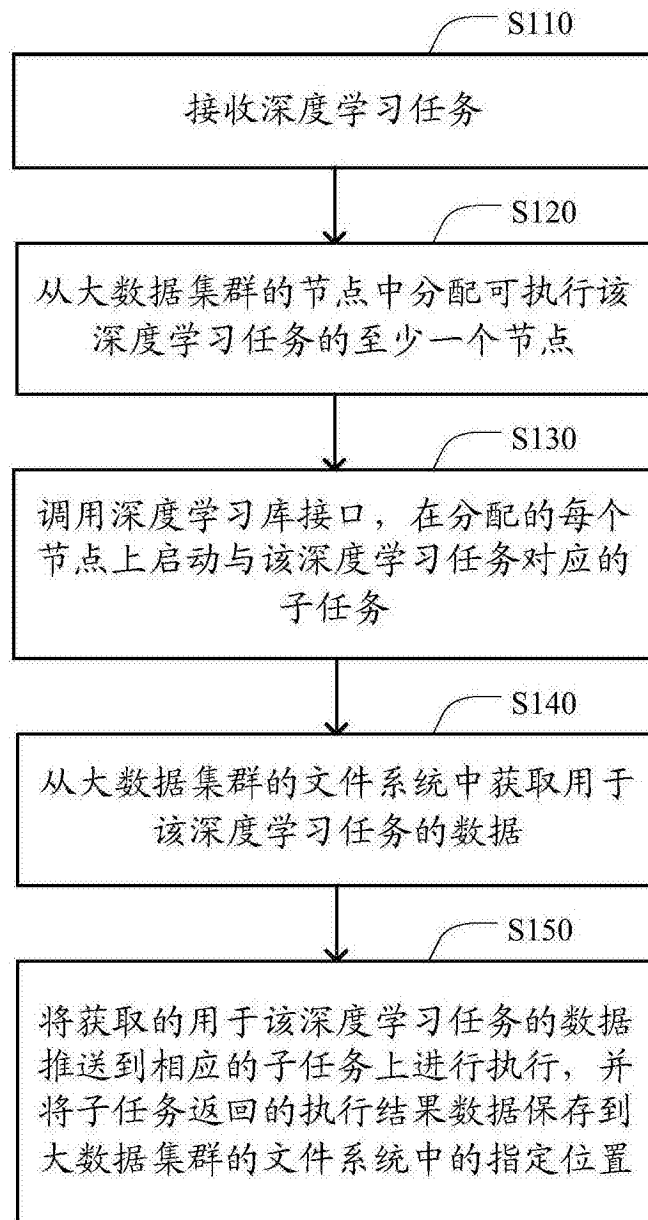 S110
接收深度学习任务
S120
从大数据集群的节点中分配可执行该
深度学习任务的至少一个节点
S130
调用深度学习库接口，在分配的每个
节点上启动与该深度学习任务对应的
子任务
S140
从大数据集群的文件系统中获取用于
该深度学习任务的数据
S150
将获取的用于该深度学习任务的数据
推送到相应的子任务上进行执行，并
将子任务返回的执行结果数据保存到
大数据集群的文件系统中的指定位置